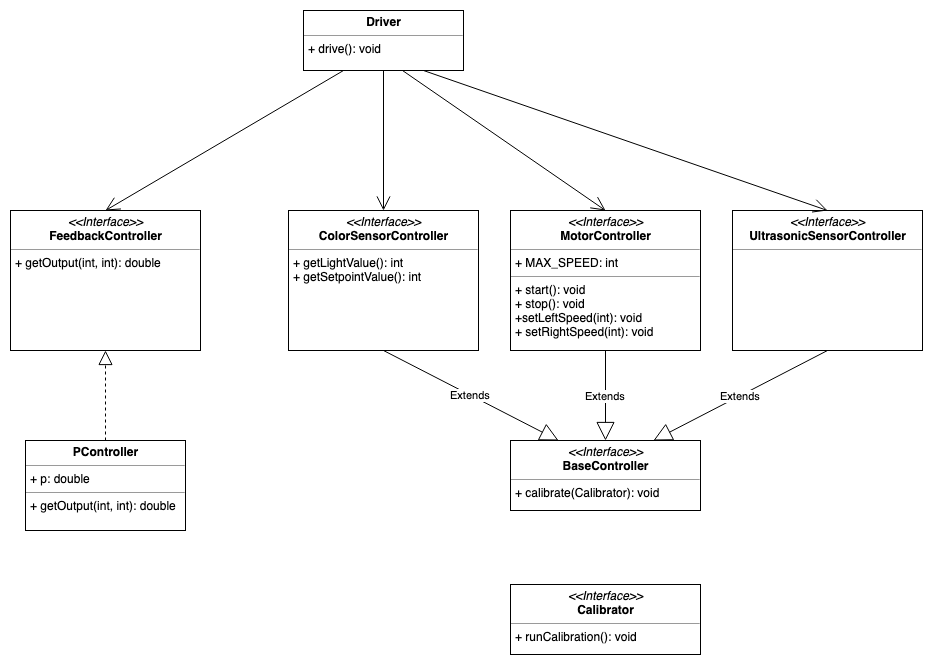 Driver
+ drive(): void
<<Interface>>
FeedbackController
+ getOutput(int, int): double
<<Interface>>
ColorSensorController
+ getLightValue(): int
+ getSetpointValue(): int
<<Interface>>
MotorController
+ MAX_SPEED: int
+ start(): void
+ stop(): void
+setLeftSpeed(int): void
+ setRightSpeed(int): void
<<Interface>>
UltrasonicSensorController
Extends
Extends
Extends
PController
+ p: double
+ getOutput(int, int): double
<<Interface>>
BaseController
+ calibrate(Calibrator): void
<<Interface>>
Calibrator
+ runCalibration(): void